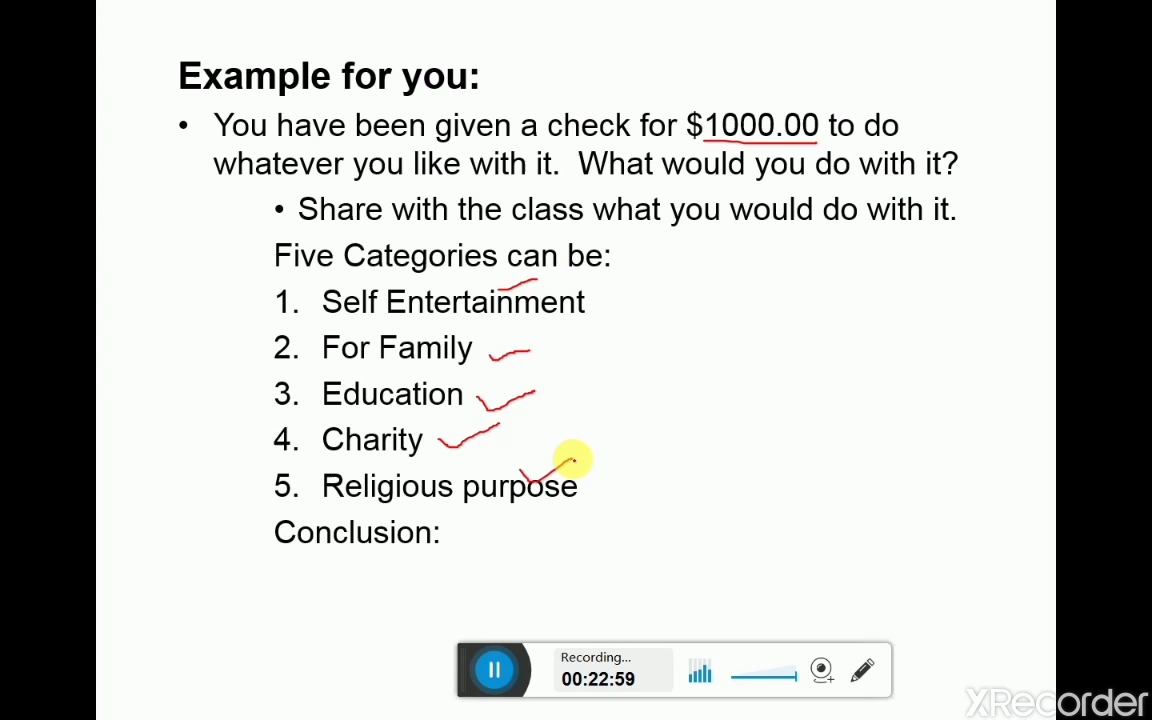 Example for you:
• You have been given a check for $1000.00 to do
whatever you like with it. What would you do with it?
• Share with the class what you would do with it.
Five Categories can be:
1. Self Entertainment
2. For Family
3. Education
4. Charity
5. Religious purpose
Conclusion:
Recording...
00:22:59
XRecorder